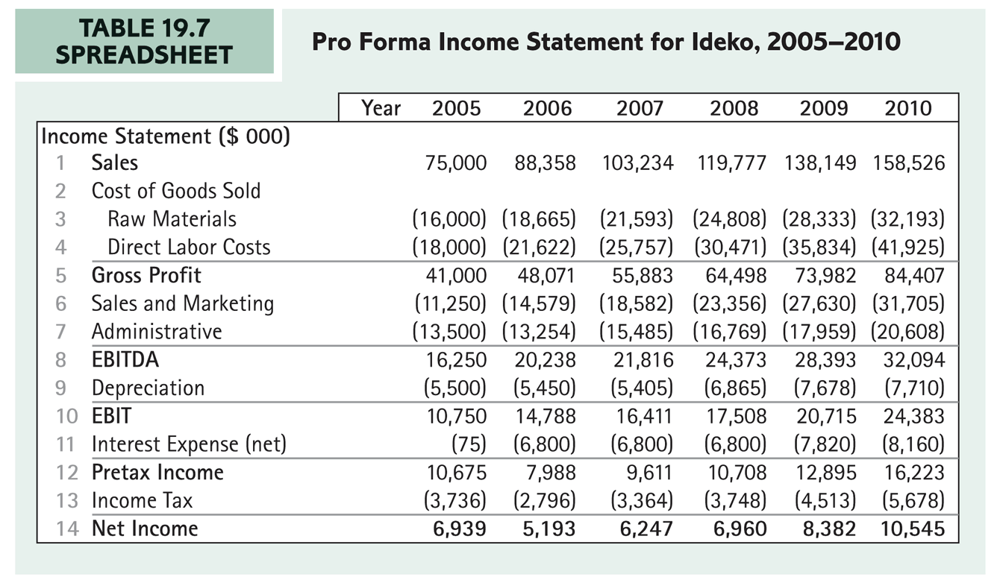 TABLE 19.7
SPREADSHEET
Pro Forma Income Statement for Ideko, 2005–2010
Year 2005 2006 2007 2008 2009 2010
Income Statement ($ 000)
1 Sales 75,000 88,358 103,234 119,777 138,149 158,526
2 Cost of Goods Sold
3 Raw Materials (16,000) (18,665) (21,593) (24,808) (28,333) (32,193)
4 Direct Labor Costs (18,000) (21,622) (25,757) (30,471) (35,834) (41,925)
5 Gross Profit 41,000 48,071 55,883 64,498 73,982 84,407
6 Sales and Marketing (11,250) (14,579) (18,582) (23,356) (27,630) (31,705)
7 Administrative (13,500) (13,254) (15,485) (16,769) (17,959) (20,608)
8 EBITDA 16,250 20,238 21,816 24,373 28,393 32,094
9 Depreciation (5,500) (5,450) (5,405) (6,865) (7,678) (7,710)
10 EBIT 10,750 14,788 16,411 17,508 20,715 24,383
11 Interest Expense (net) (75) (6,800) (6,800) (6,800) (7,820) (8,160)
12 Pretax Income 10,675 7,988 9,611 10,708 12,895 16,223
13 Income Tax (3,736) (2,796) (3,364) (3,748) (4,513) (5,678)
14 Net Income 6,939 5,193 6,247 6,960 8,382 10,545